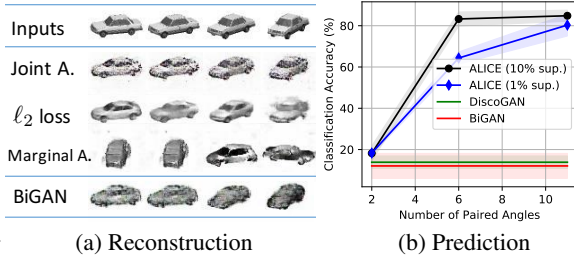 Inputs
Joint A.
ℓ2 loss
Marginal A.
BiGAN
(a) Reconstruction
Classification Accuracy (%)
80
60
40
20
ALICE (10% sup.)
ALICE (1% sup.)
DiscoGAN
BiGAN
2 4 6 8 10
Number of Paired Angles
(b) Prediction